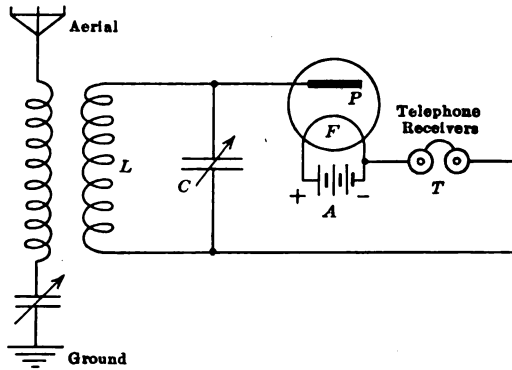 Aerial
P
F
Telephone
Receivers
L
C
T
+ A -
Ground